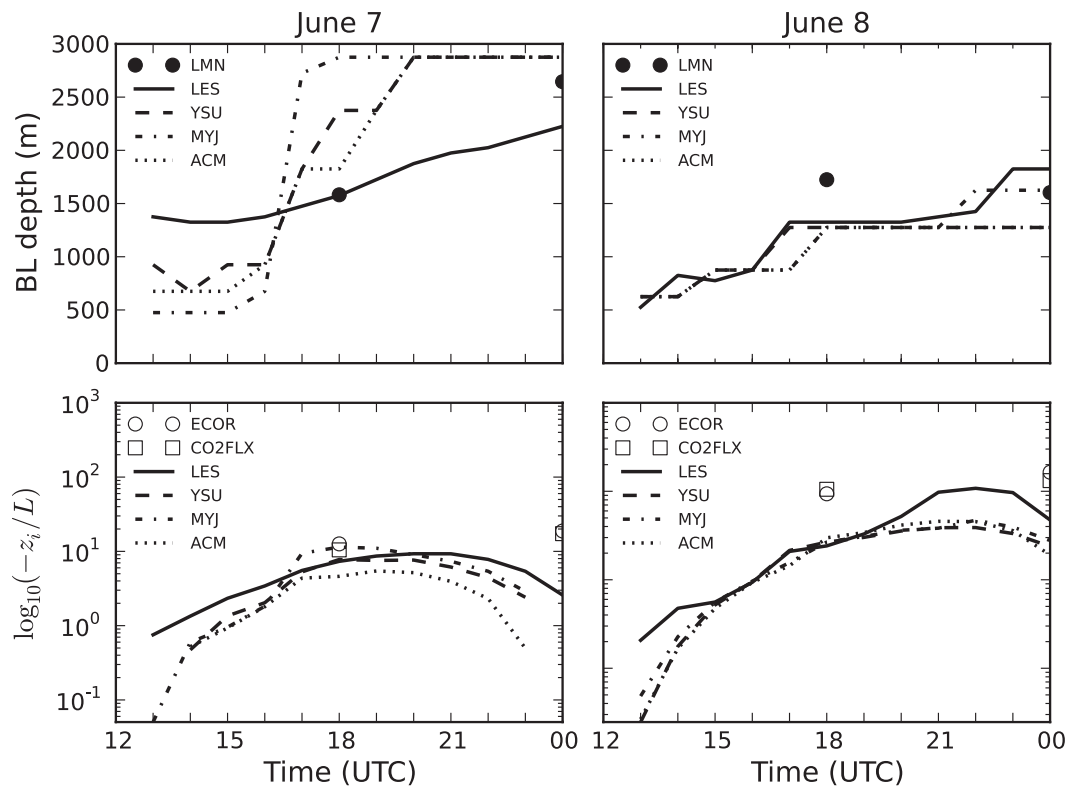 June 7
June 8
BL depth (m)
3000
2500
2000
1500
1000
500
0
LMN
LES
YSU
MYJ
ACM
LMN
LES
YSU
MYJ
ACM
log₁₀(−zᵢ/L)
10³
10²
10¹
10⁰
10⁻¹
ECOR
CO2FLX
LES
YSU
MYJ
ACM
ECOR
CO2FLX
LES
YSU
MYJ
ACM
12 15 18 21 00
12 15 18 21 00
Time (UTC)
Time (UTC)